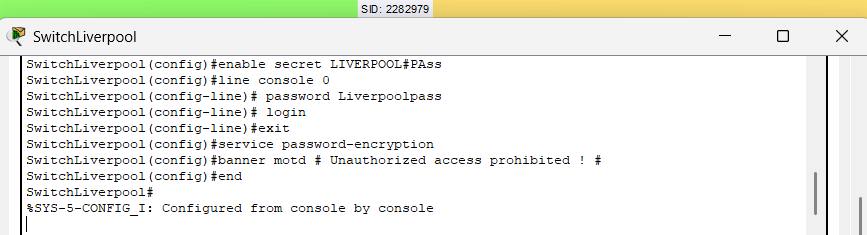 SID: 2282979
SwitchLiverpool
SwitchLiverpool(config)#enable secret LIVERPOOL#PAss
SwitchLiverpool(config)#line console 0
SwitchLiverpool(config-line)# password Liverpoolpass
SwitchLiverpool(config-line)# login
SwitchLiverpool(config-line)#exit
SwitchLiverpool(config)#service password-encryption
SwitchLiverpool(config)#banner motd # Unauthorized access prohibited ! #
SwitchLiverpool(config)#end
SwitchLiverpool#
%SYS-5-CONFIG_I: Configured from console by console